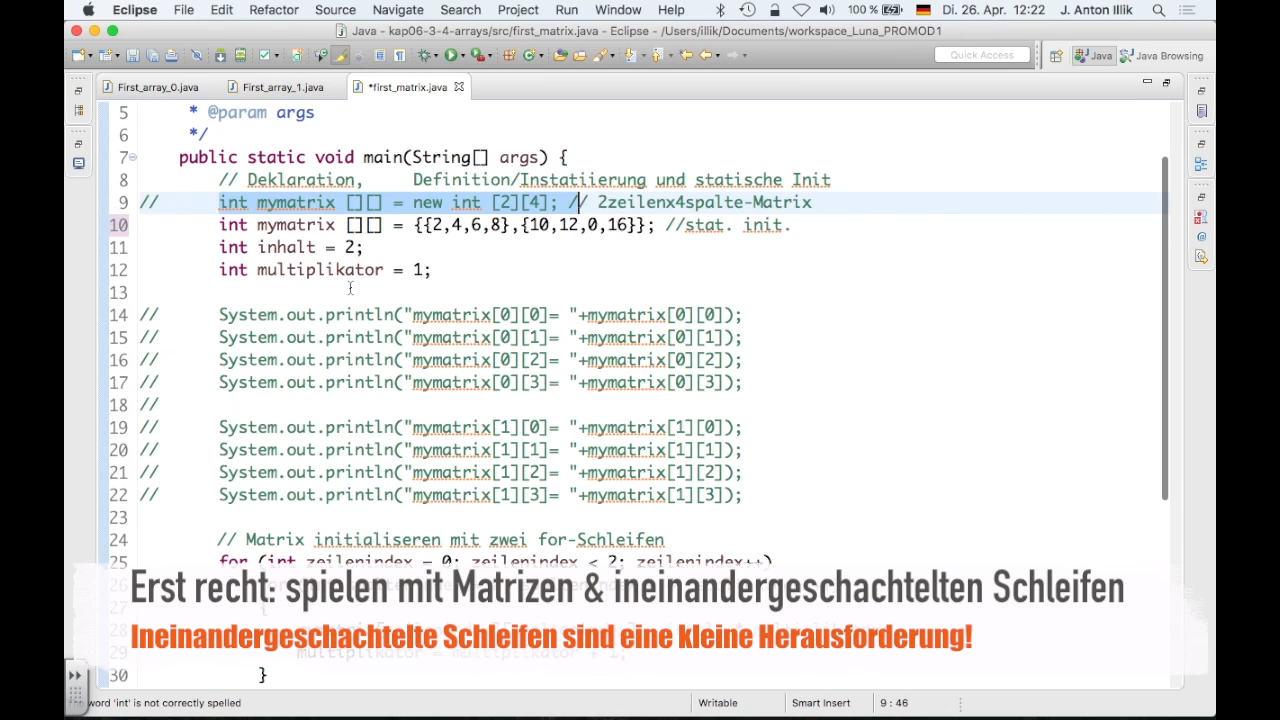 Eclipse File Edit Refactor Source Navigate Search Project Run Window Help 100 % Di. 26. Apr. 12:22 J. Anton Illik
Java - kap06-3-4-arrays/src/first_matrix.java - Eclipse - /Users/illik/Documents/workspace_Luna_PROMOD1
Quick Access Java Java Browsing
First_array_0.java First_array_1.java *first_matrix.java
5 * @param args
6 */
7 public static void main(String[] args) {
8 // Deklaration, Definition/Instatiierung und statische Init
9 // int mymatrix [][] = new int [2][4]; // 2zeilenx4spalte-Matrix
10 int mymatrix [][] = {{2,4,6,8},{10,12,0,16}}; //stat. init.
11 int inhalt = 2;
12 int multiplikator = 1;
13
14 // System.out.println("mymatrix[0][0]= "+mymatrix[0][0]);
15 // System.out.println("mymatrix[0][1]= "+mymatrix[0][1]);
16 // System.out.println("mymatrix[0][2]= "+mymatrix[0][2]);
17 // System.out.println("mymatrix[0][3]= "+mymatrix[0][3]);
18 //
19 // System.out.println("mymatrix[1][0]= "+mymatrix[1][0]);
20 // System.out.println("mymatrix[1][1]= "+mymatrix[1][1]);
21 // System.out.println("mymatrix[1][2]= "+mymatrix[1][2]);
22 // System.out.println("mymatrix[1][3]= "+mymatrix[1][3]);
23
24 // Matrix initialiseren mit zwei for-Schleifen
25 for (int zeilenindex = 0; zeilenindex < 2; zeilenindex++)
Erst recht: spielen mit Matrizen & ineinandergeschachtelten Schleifen
Ineinandergeschachtelte Schleifen sind eine kleine Herausforderung!
30 }
word 'int' is not correctly spelled Writable Smart Insert 9 : 46